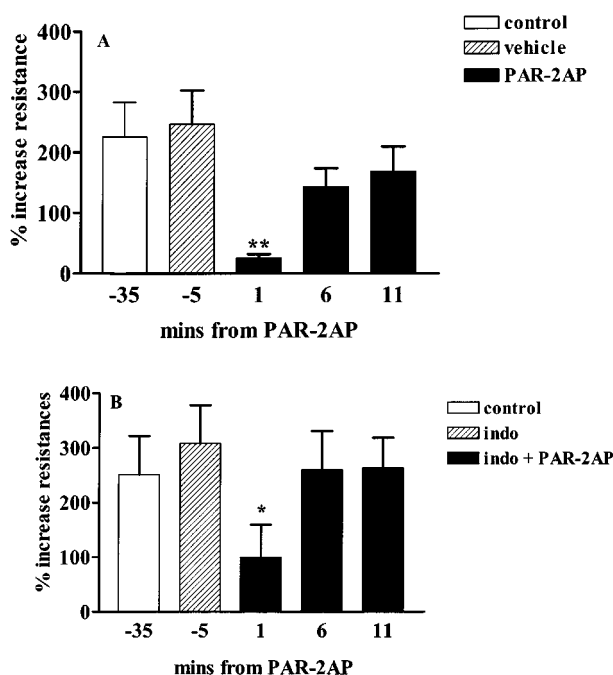 A
control
vehicle
PAR-2AP
% increase resistance
400
300
200
100
0
**
-35 -5 1 6 11
mins from PAR-2AP
B
control
indo
indo + PAR-2AP
% increase resistances
400
300
200
100
0
*
-35 -5 1 6 11
mins from PAR-2AP